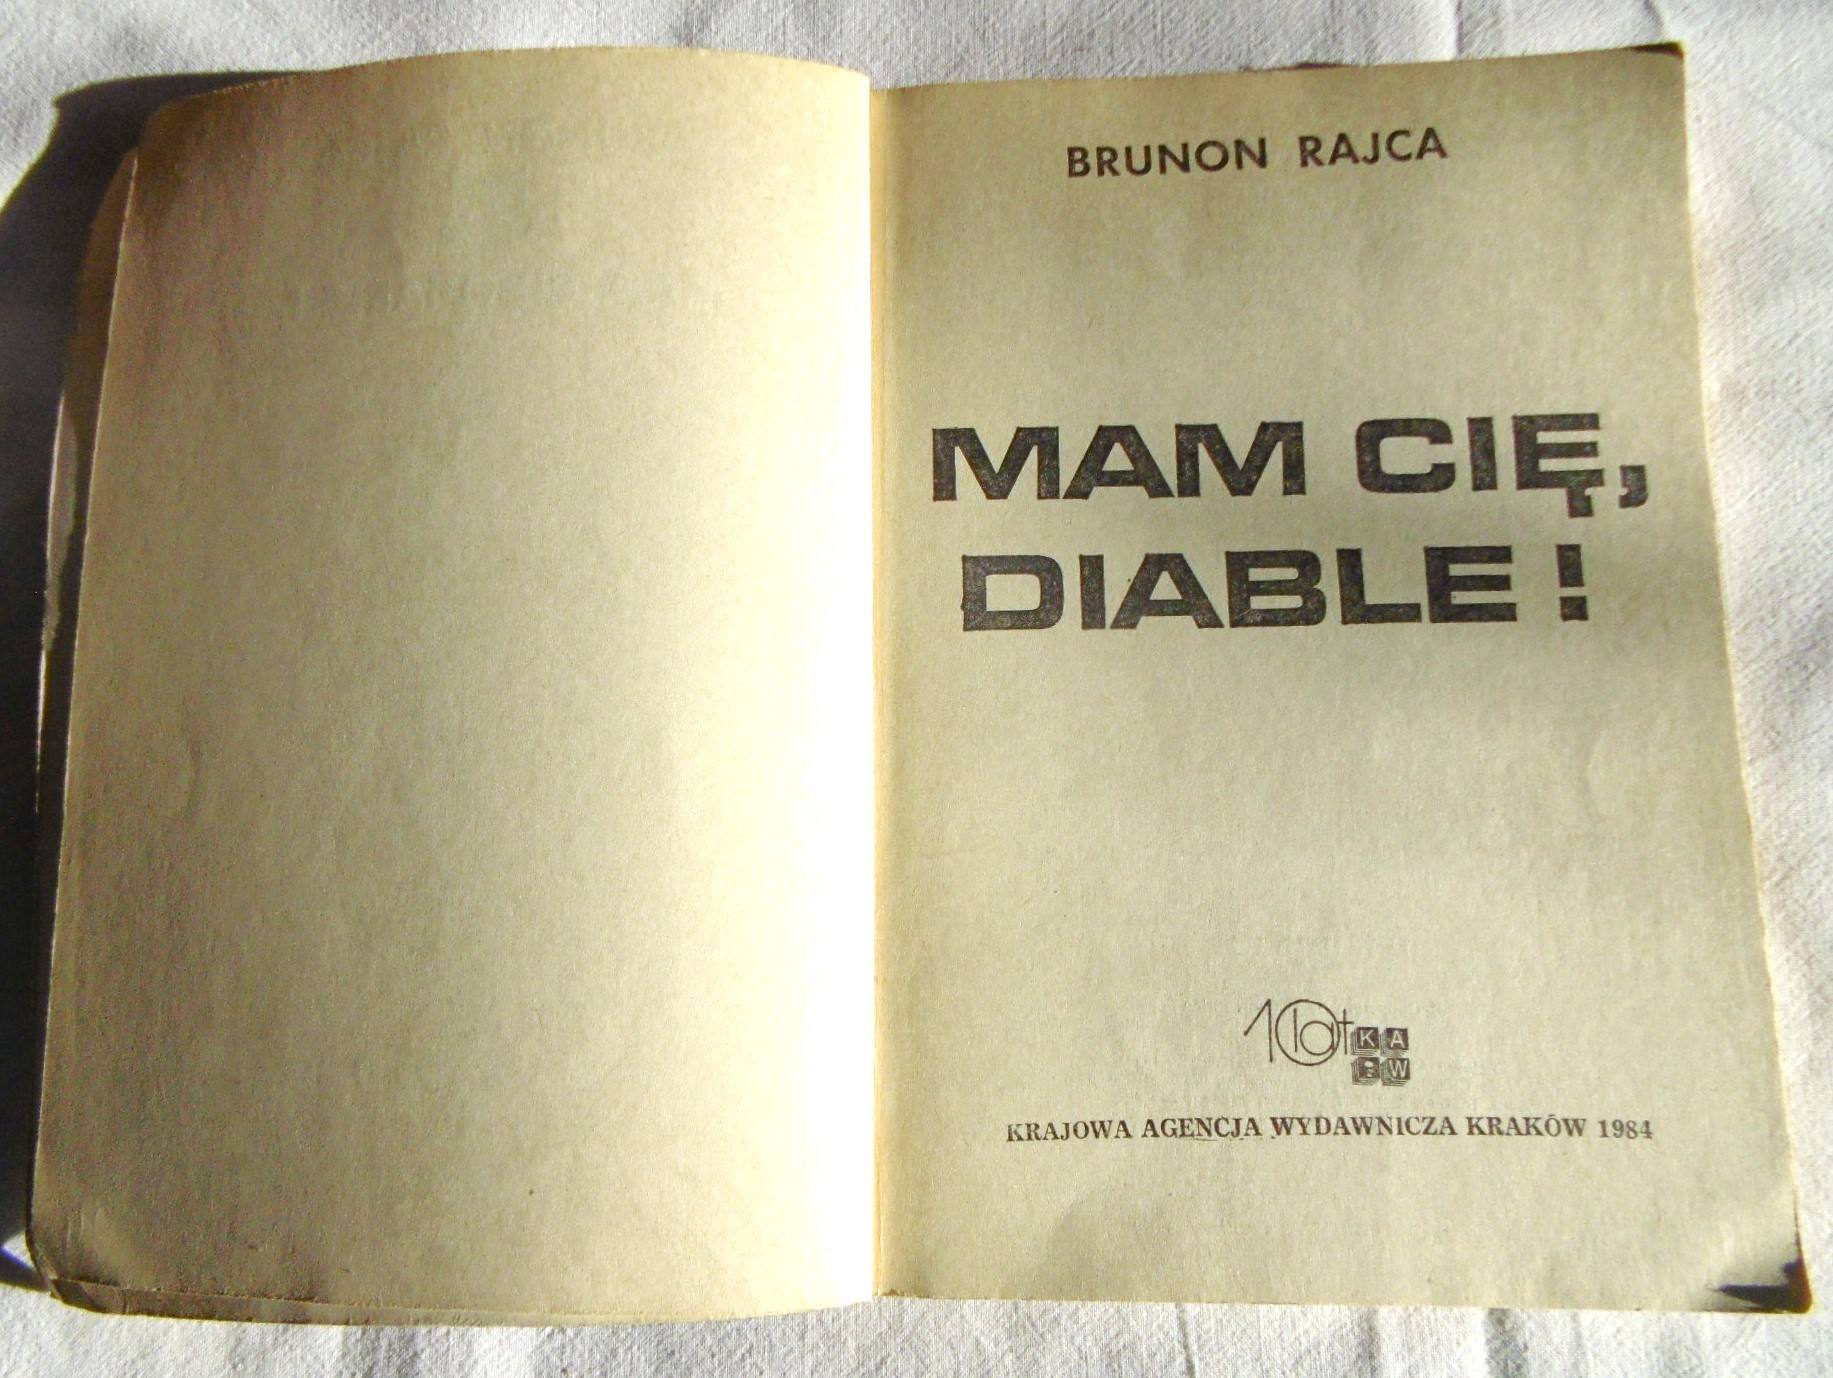 BRUNON RAJCA
MAM CIĘ,
DIABLE!
10 lat KAW
KRAJOWA AGENCJA WYDAWNICZA KRAKÓW 1984